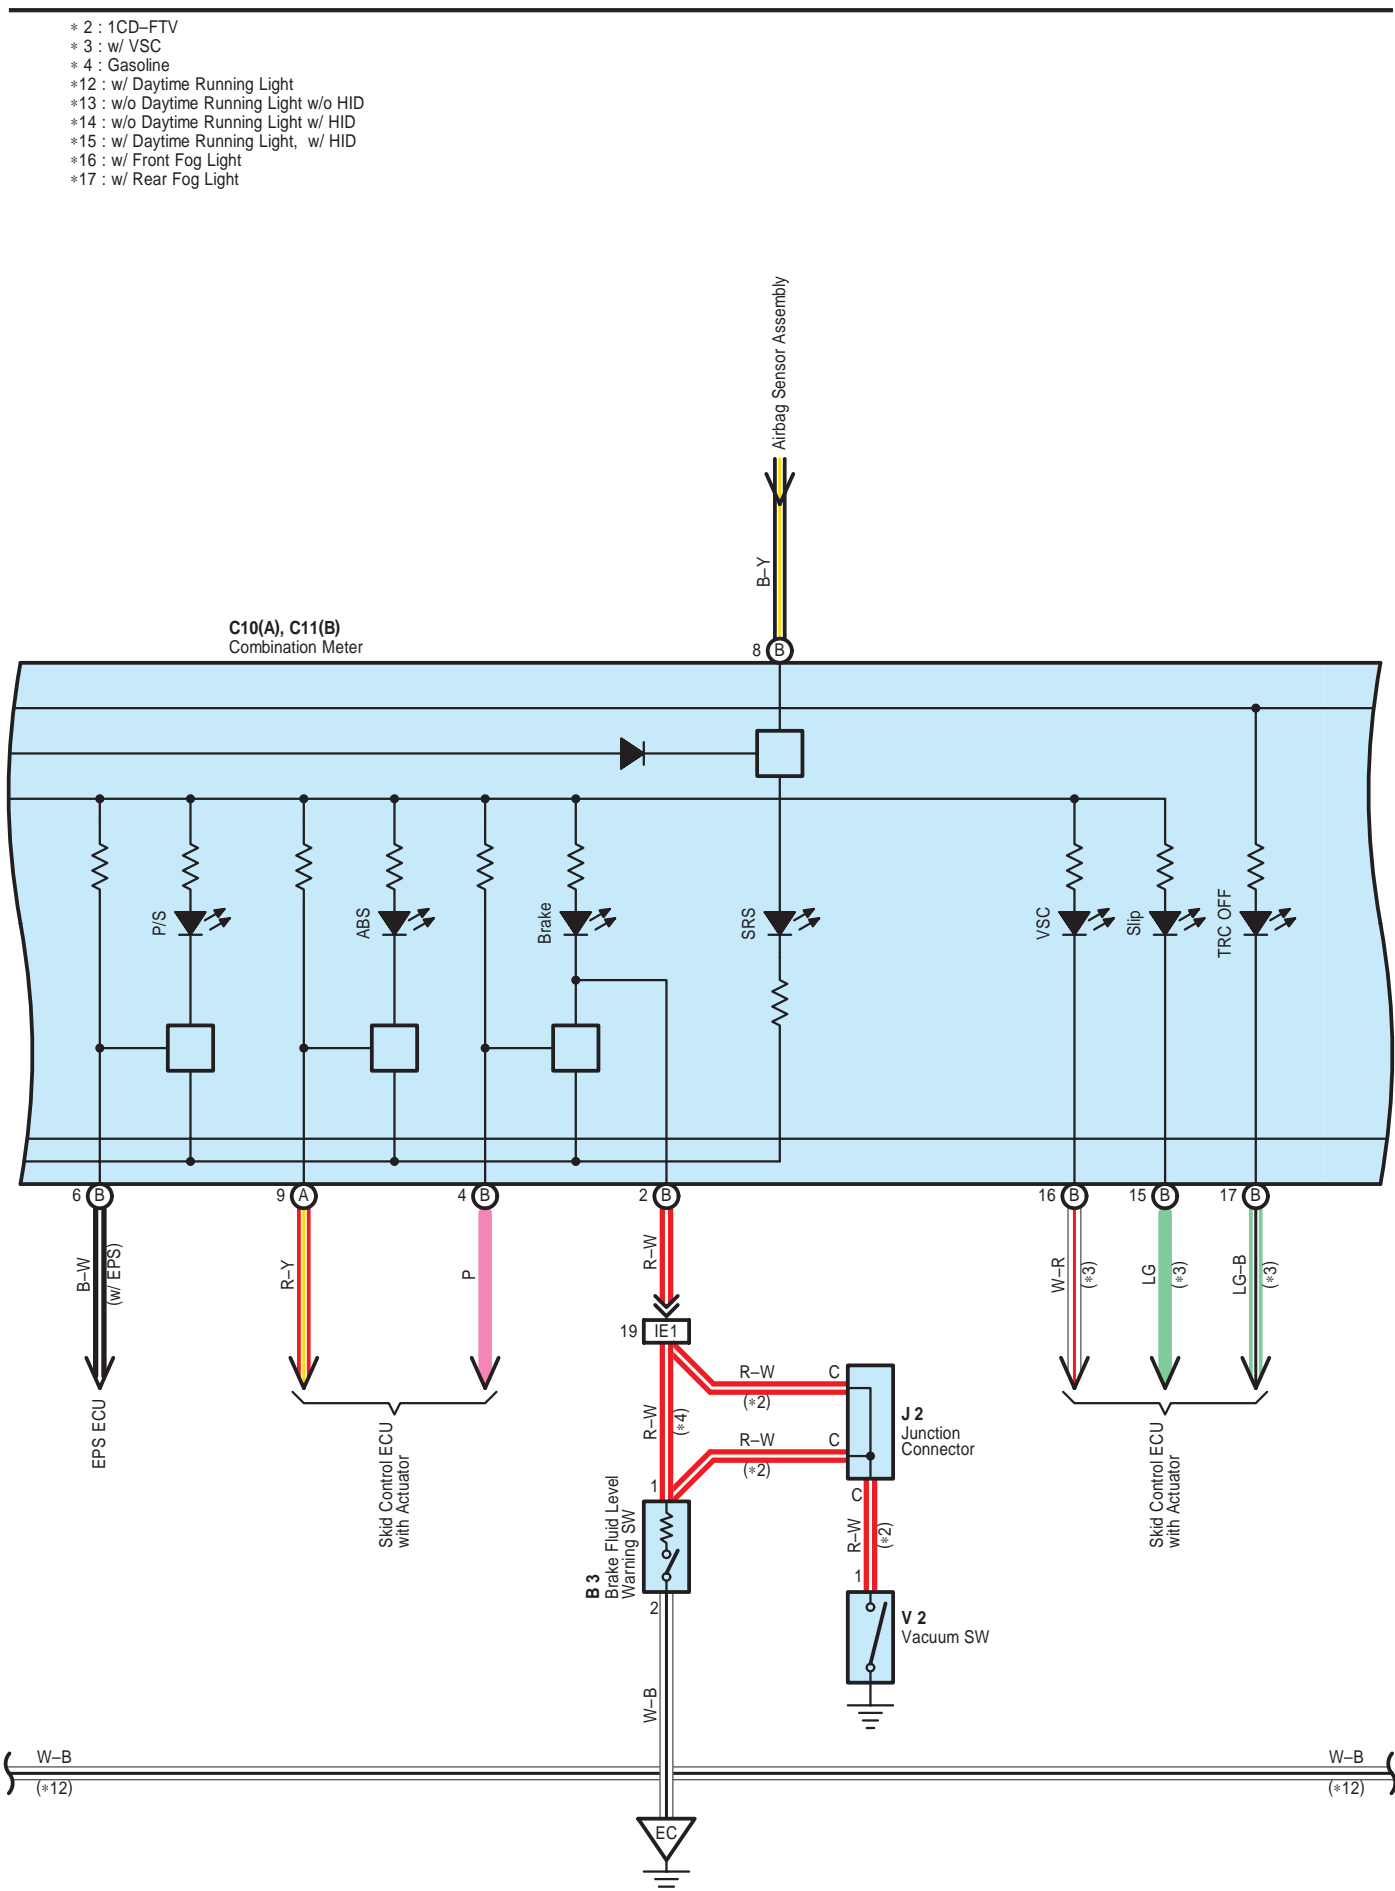 * 2 : 1CD–FTV
* 3 : w/ VSC
* 4 : Gasoline
*12 : w/ Daytime Running Light
*13 : w/o Daytime Running Light w/o HID
*14 : w/o Daytime Running Light w/ HID
*15 : w/ Daytime Running Light, w/ HID
*16 : w/ Front Fog Light
*17 : w/ Rear Fog Light
Airbag Sensor Assembly
B–Y
C10(A), C11(B)
Combination Meter
8 B
P/S
ABS
Brake
SRS
VSC
Slip
TRC OFF
6 B
9 A
4 B
2 B
16 B
15 B
17 B
B–W
(w/ EPS)
R–Y
P
R–W
W–R
(*3)
LG
(*3)
LG–B
(*3)
19 IE1
EPS ECU
Skid Control ECU
with Actuator
R–W
(*4)
R–W
(*2)
C
R–W
(*2)
C
J 2
Junction
Connector
Skid Control ECU
with Actuator
C
R–W
(*2)
1
1
B 3
Brake Fluid Level
Warning SW
2
V 2
Vacuum SW
W–B
W–B
(*12)
W–B
(*12)
EC